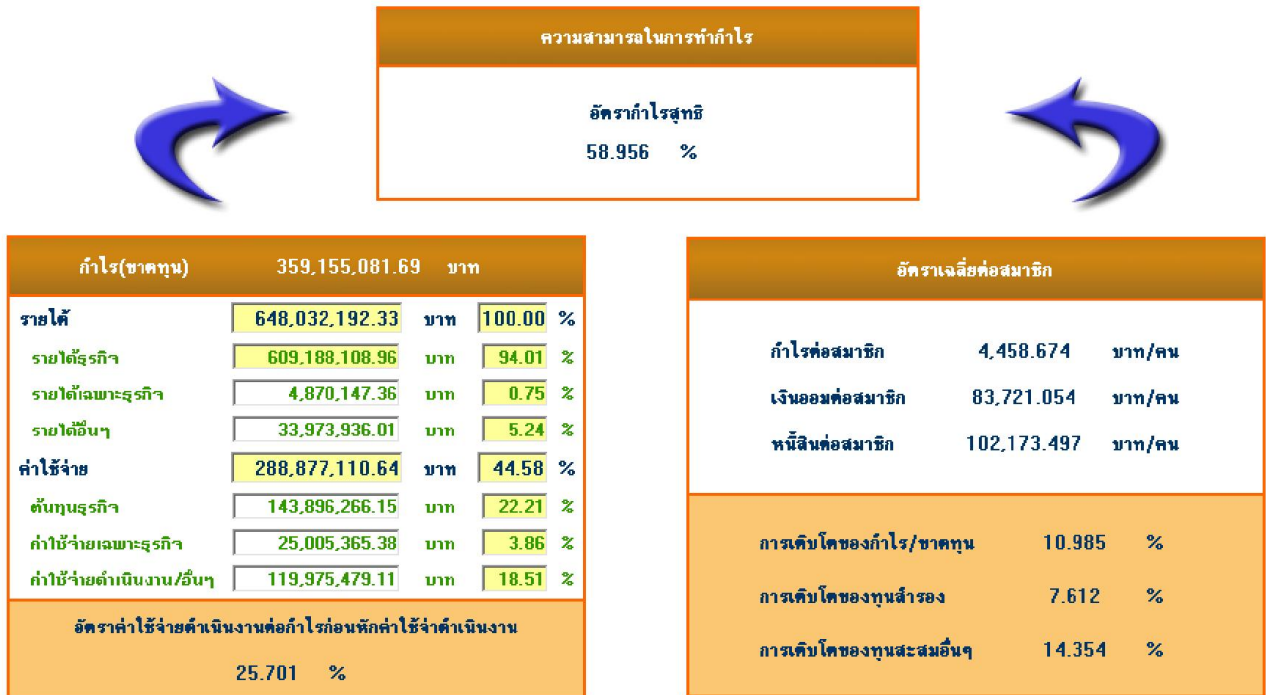 ความสามารถในการทำกำไร
อัตรากำไรสุทธิ
58.956 %
กำไร(ขาดทุน) 359,155,081.69 บาท
รายได้ 648,032,192.33 บาท 100.00 %
รายได้ธุรกิจ 609,188,108.96 บาท 94.01 %
รายได้เฉพาะธุรกิจ 4,870,147.36 บาท 0.75 %
รายได้อื่นๆ 33,973,936.01 บาท 5.24 %
ค่าใช้จ่าย 288,877,110.64 บาท 44.58 %
ต้นทุนธุรกิจ 143,896,266.15 บาท 22.21 %
ค่าใช้จ่ายเฉพาะธุรกิจ 25,005,365.38 บาท 3.86 %
ค่าใช้จ่ายดำเนินงาน/อื่นๆ 119,975,479.11 บาท 18.51 %
อัตราค่าใช้จ่ายดำเนินงานต่อกำไรก่อนหักค่าใช้จ่าดำเนินงาน
25.701 %
อัตราเฉลี่ยต่อสมาชิก
กำไรต่อสมาชิก 4,458.674 บาท/คน
เงินออมต่อสมาชิก 83,721.054 บาท/คน
หนี้สินต่อสมาชิก 102,173.497 บาท/คน
การเติบโตของกำไร/ขาดทุน 10.985 %
การเติบโตของทุนสำรอง 7.612 %
การเติบโตของทุนสะสมอื่นๆ 14.354 %